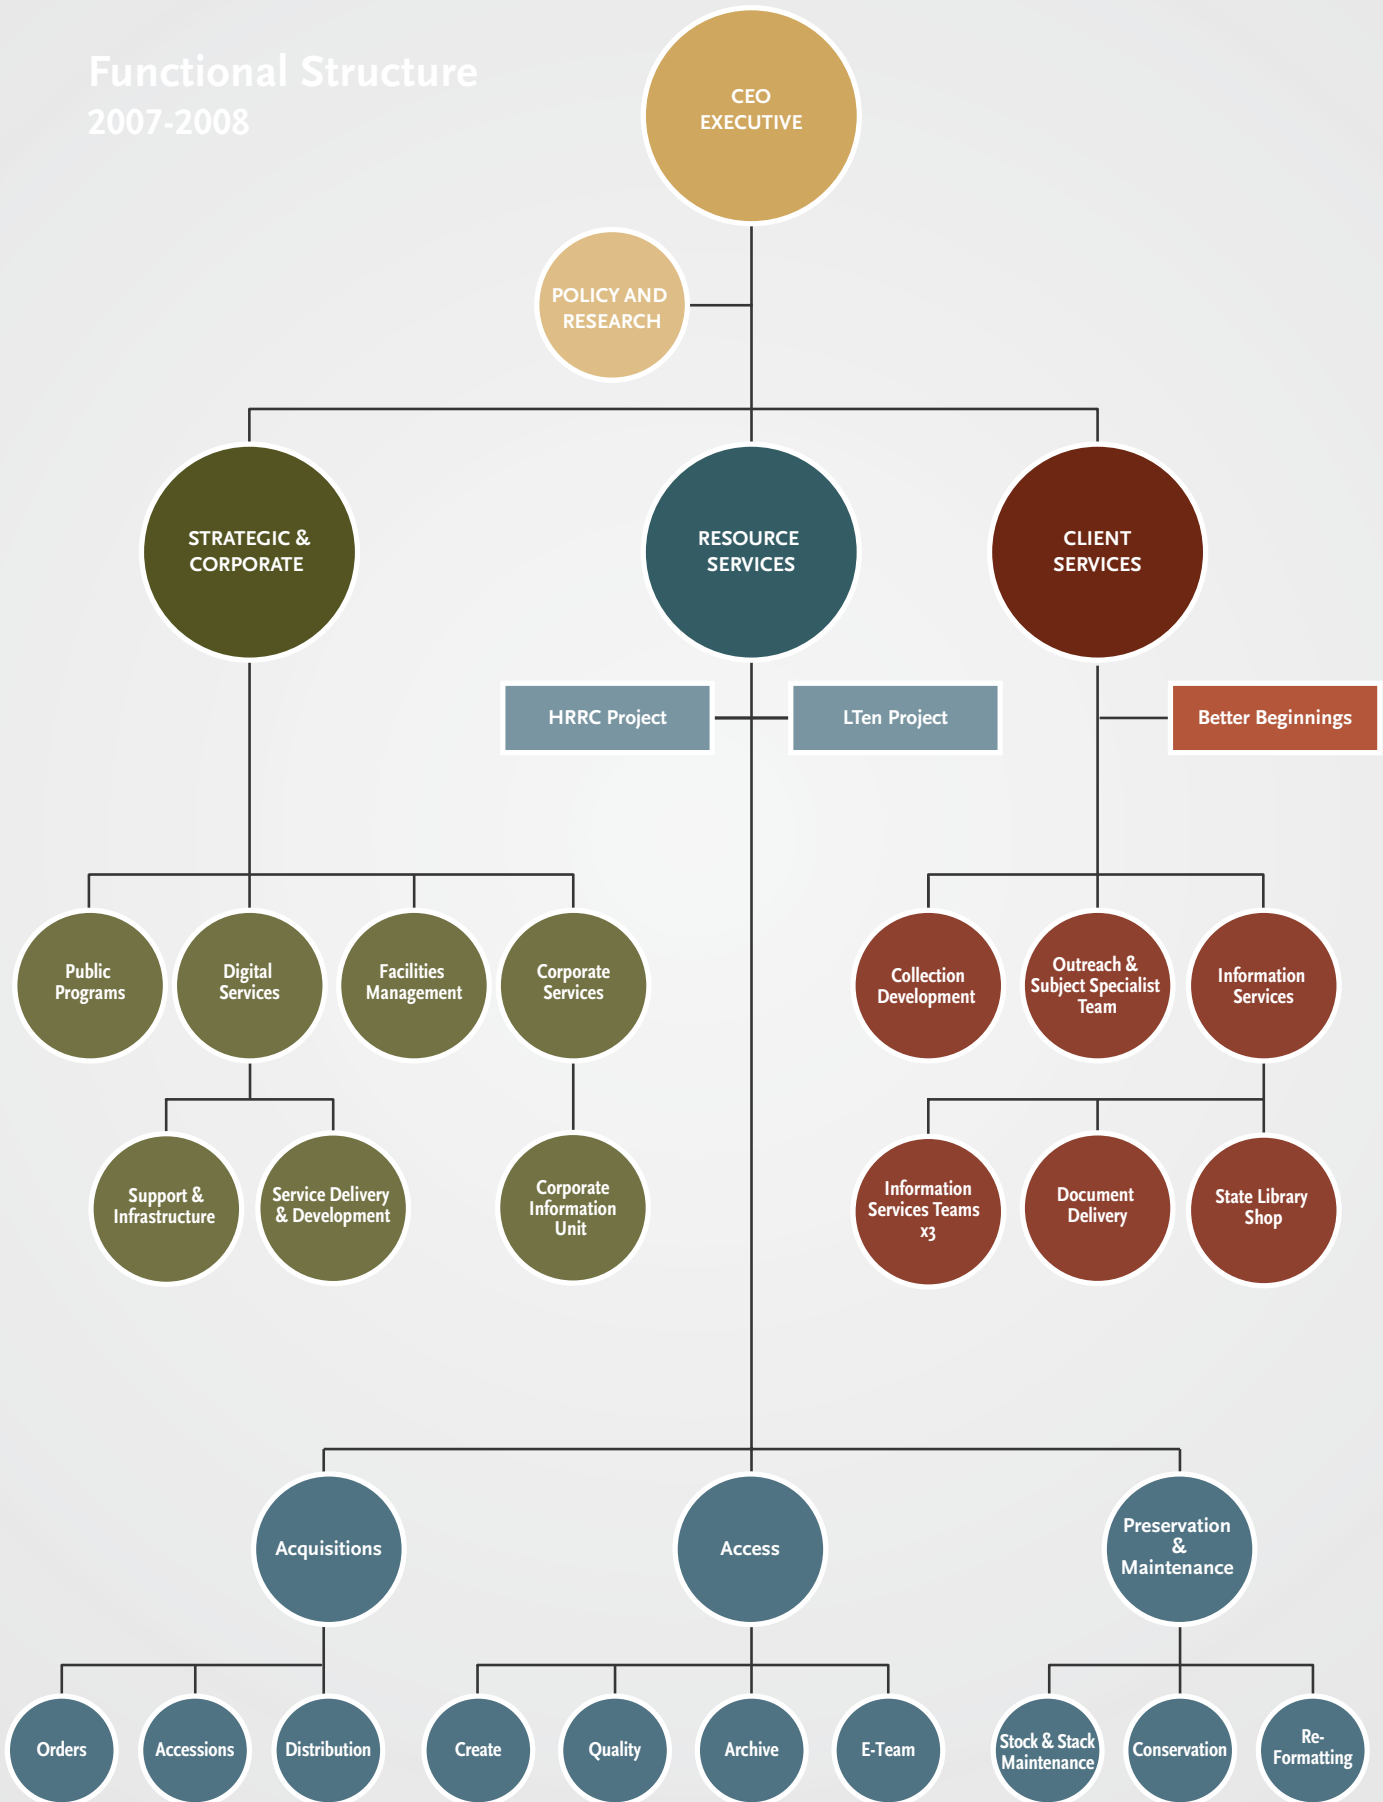 Functional Structure
2007-2008
CEO
EXECUTIVE
POLICY AND
RESEARCH
STRATEGIC &
CORPORATE
RESOURCE
SERVICES
CLIENT
SERVICES
HRRC Project
LTen Project
Better Beginnings
Public
Programs
Digital
Services
Facilities
Management
Corporate
Services
Collection
Development
Outreach &
Subject Specialist
Team
Information
Services
Support &
Infrastructure
Service Delivery
& Development
Corporate
Information
Unit
Information
Services Teams
x3
Document
Delivery
State Library
Shop
Acquisitions
Access
Preservation
&
Maintenance
Orders
Accessions
Distribution
Create
Quality
Archive
E-Team
Stock & Stack
Maintenance
Conservation
Re-
Formatting